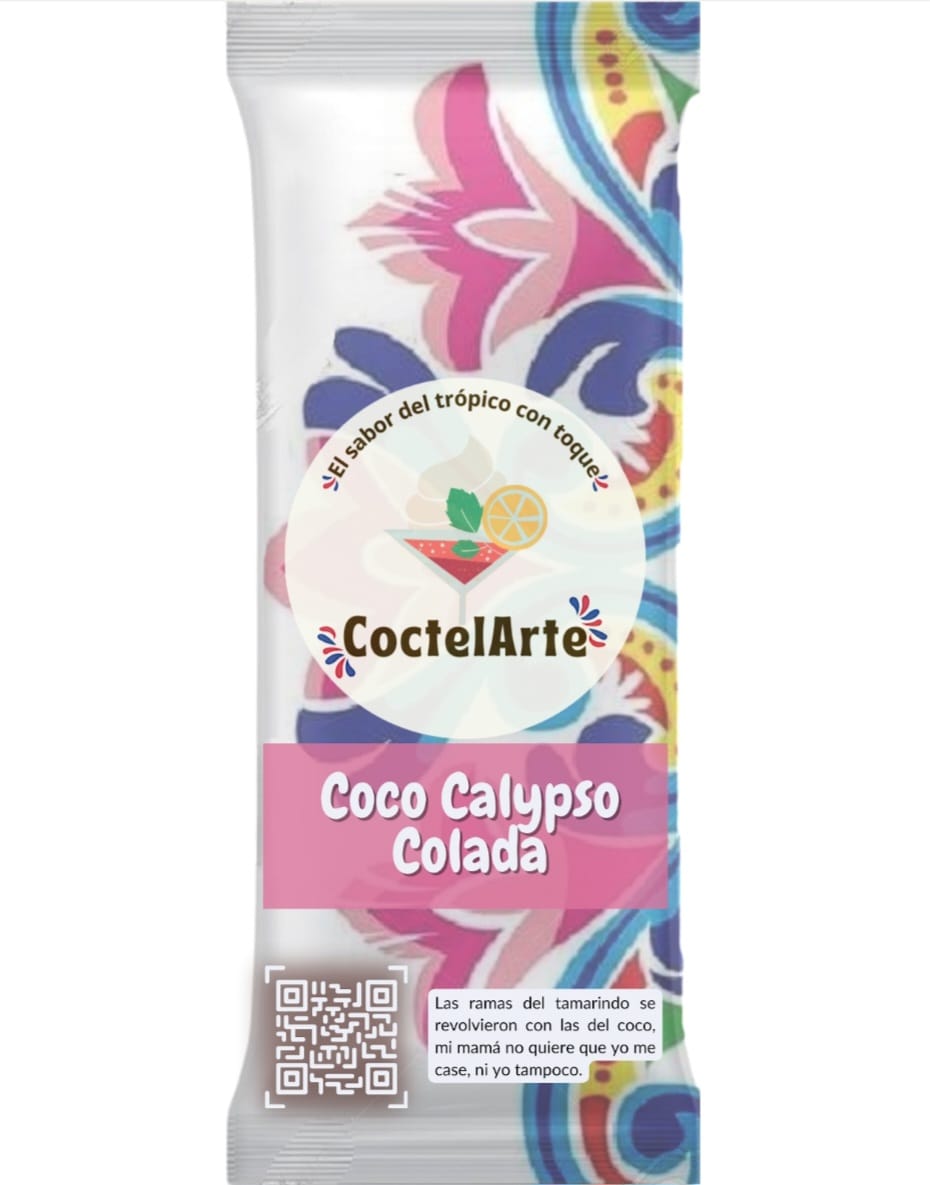 El sabor del trópico con toque
CoctelArte
Coco Calypso
Colada
Las ramas del tamarindo se
revolvieron con las del coco,
mi mamá no quiere que yo me
case, ni yo tampoco.